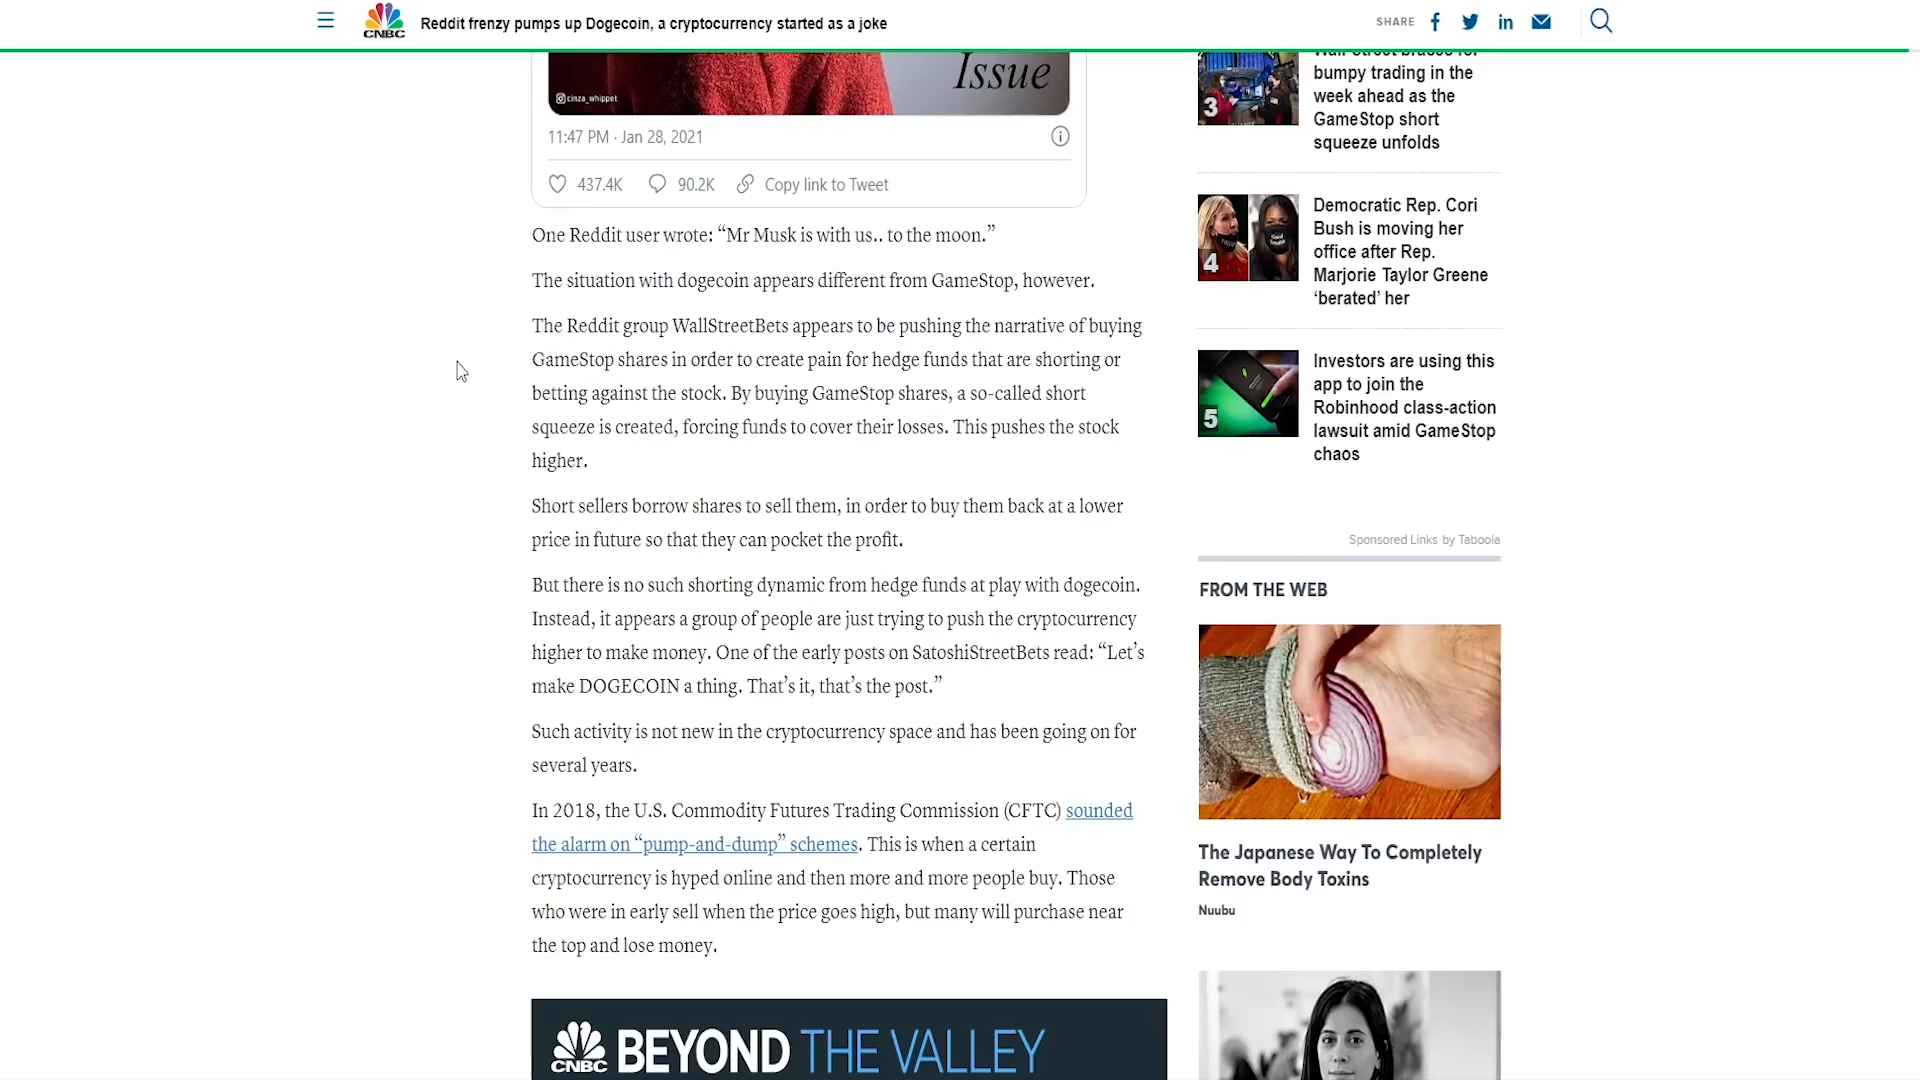 CNBC
Reddit frenzy pumps up Dogecoin, a cryptocurrency started as a joke
SHARE
Issue
cinza_whippet
11:47 PM · Jan 28, 2021
437.4K
90.2K
Copy link to Tweet
One Reddit user wrote: “Mr Musk is with us.. to the moon.”
The situation with dogecoin appears different from GameStop, however.
The Reddit group WallStreetBets appears to be pushing the narrative of buying
GameStop shares in order to create pain for hedge funds that are shorting or
betting against the stock. By buying GameStop shares, a so-called short
squeeze is created, forcing funds to cover their losses. This pushes the stock
higher.
Short sellers borrow shares to sell them, in order to buy them back at a lower
price in future so that they can pocket the profit.
But there is no such shorting dynamic from hedge funds at play with dogecoin.
Instead, it appears a group of people are just trying to push the cryptocurrency
higher to make money. One of the early posts on SatoshiStreetBets read: “Let’s
make DOGECOIN a thing. That’s it, that’s the post.”
Such activity is not new in the cryptocurrency space and has been going on for
several years.
In 2018, the U.S. Commodity Futures Trading Commission (CFTC) sounded
the alarm on “pump-and-dump” schemes. This is when a certain
cryptocurrency is hyped online and then more and more people buy. Those
who were in early sell when the price goes high, but many will purchase near
the top and lose money.
CNBC
BEYOND THE VALLEY
3
Wall Street braces for
bumpy trading in the
week ahead as the
GameStop short
squeeze unfolds
4
Democratic Rep. Cori
Bush is moving her
office after Rep.
Marjorie Taylor Greene
‘berated’ her
5
Investors are using this
app to join the
Robinhood class-action
lawsuit amid GameStop
chaos
Sponsored Links by Taboola
FROM THE WEB
The Japanese Way To Completely
Remove Body Toxins
Nuubu